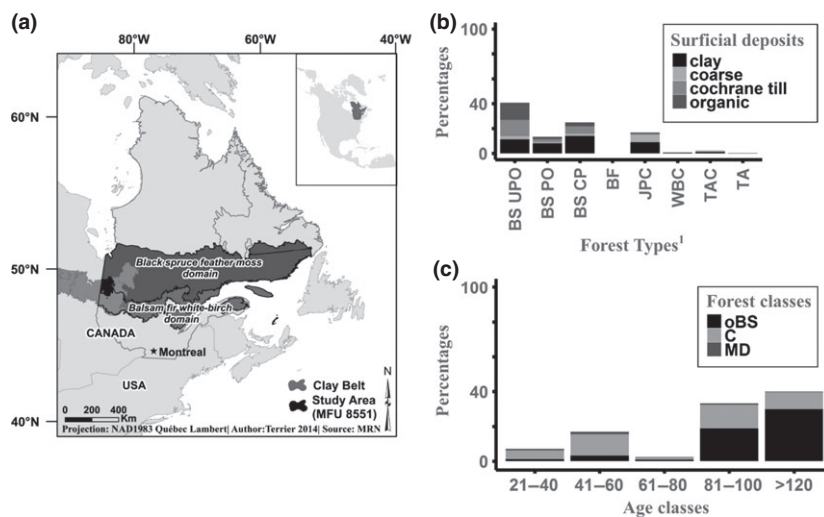 (a)
80°W
60°W
40°W
60°N
50°N
40°N
Black spruce feather moss
domain
Balsam fir white-birch
domain
CANADA
Montreal
USA
N
Clay Belt
Study Area
(MFU 8551)
0 200 400
Km
Projection: NAD1983 Québec Lambert| Author:Terrier 2014| Source: MRN
(b)
Percentages
100
40
0
Surficial deposits
clay
coarse
cochrane till
organic
BS UPO
BS PO
BS CP
BF
JPC
WBC
TAC
TA
Forest Types¹
(c)
Percentages
100
40
0
Forest classes
oBS
C
MD
21–40 41–60 61–80 81–100 >120
Age classes